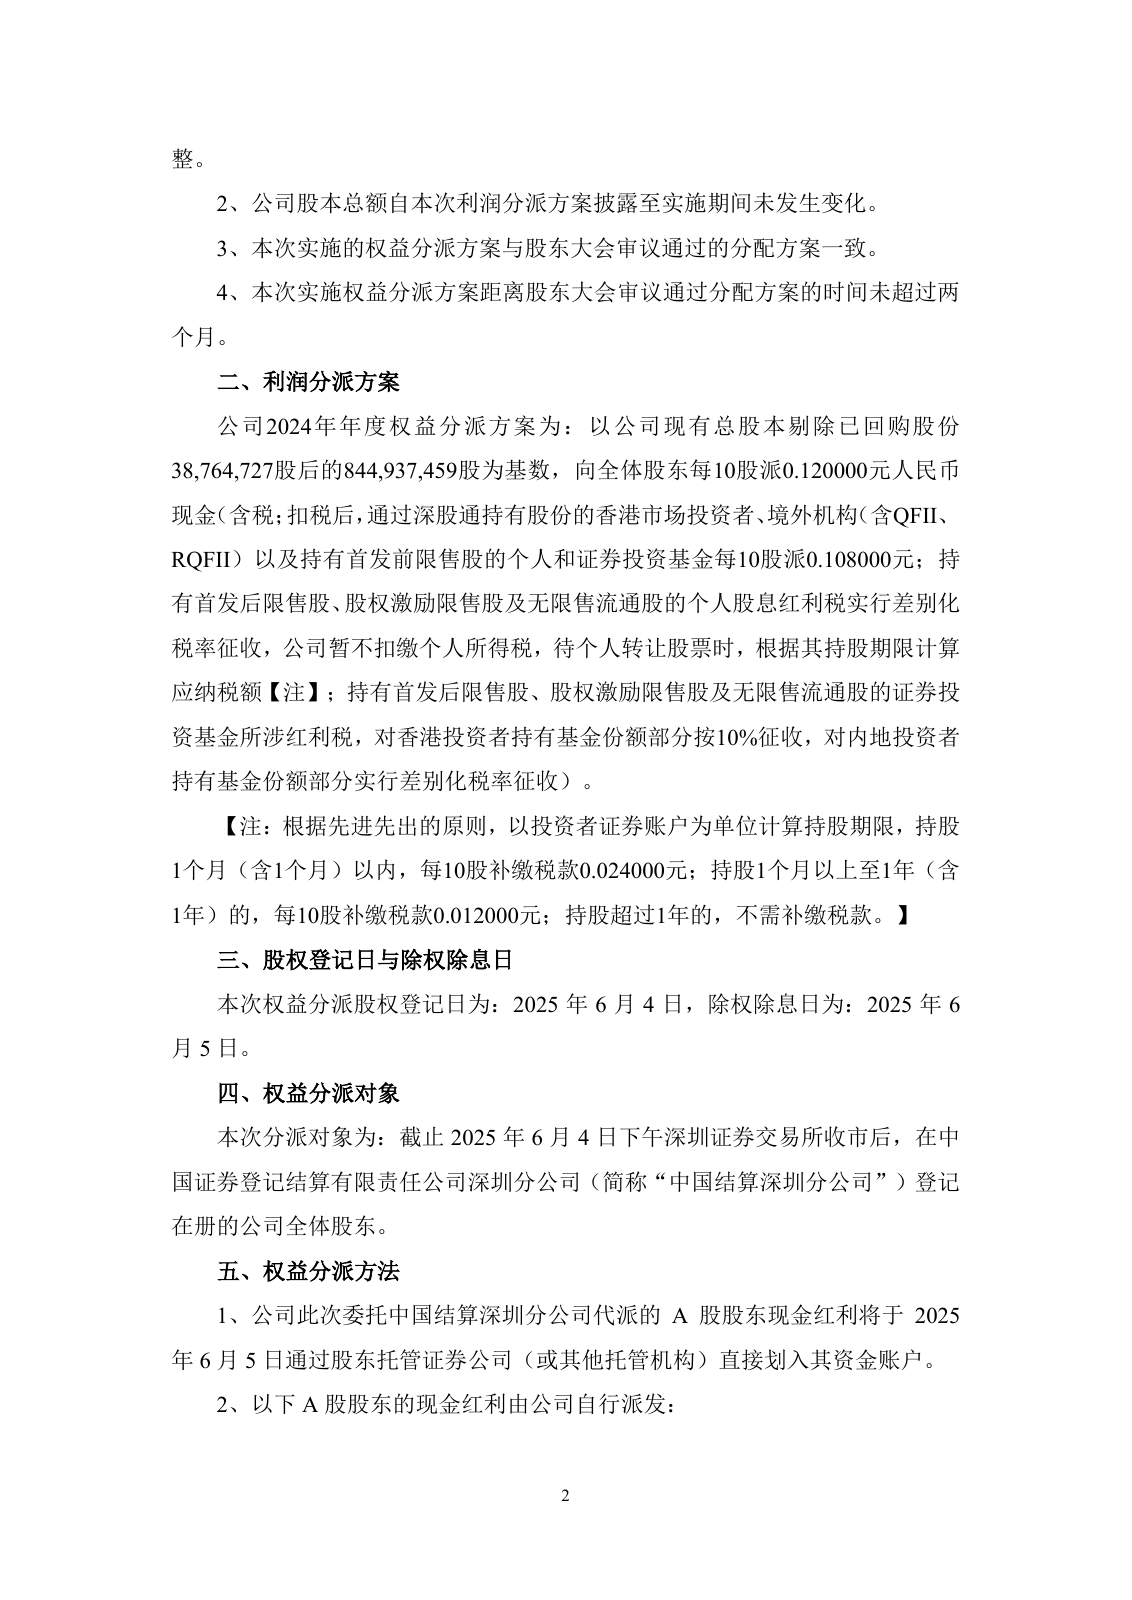 整。
2、公司股本总额自本次利润分派方案披露至实施期间未发生变化。
3、本次实施的权益分派方案与股东大会审议通过的分配方案一致。
4、本次实施权益分派方案距离股东大会审议通过分配方案的时间未超过两
个月。
二、利润分派方案
公司2024年年度权益分派方案为：以公司现有总股本剔除已回购股份
38,764,727股后的844,937,459股为基数，向全体股东每10股派0.120000元人民币
现金（含税；扣税后，通过深股通持有股份的香港市场投资者、境外机构（含QFII、
RQFII）以及持有首发前限售股的个人和证券投资基金每10股派0.108000元；持
有首发后限售股、股权激励限售股及无限售流通股的个人股息红利税实行差别化
税率征收，公司暂不扣缴个人所得税，待个人转让股票时，根据其持股期限计算
应纳税额【注】；持有首发后限售股、股权激励限售股及无限售流通股的证券投
资基金所涉红利税，对香港投资者持有基金份额部分按10%征收，对内地投资者
持有基金份额部分实行差别化税率征收）。
【注：根据先进先出的原则，以投资者证券账户为单位计算持股期限，持股
1个月（含1个月）以内，每10股补缴税款0.024000元；持股1个月以上至1年（含
1年）的，每10股补缴税款0.012000元；持股超过1年的，不需补缴税款。】
三、股权登记日与除权除息日
本次权益分派股权登记日为：2025 年 6 月 4 日，除权除息日为：2025 年 6
月 5 日。
四、权益分派对象
本次分派对象为：截止 2025 年 6 月 4 日下午深圳证券交易所收市后，在中
国证券登记结算有限责任公司深圳分公司（简称“中国结算深圳分公司”）登记
在册的公司全体股东。
五、权益分派方法
1、公司此次委托中国结算深圳分公司代派的 A 股股东现金红利将于 2025
年 6 月 5 日通过股东托管证券公司（或其他托管机构）直接划入其资金账户。
2、以下 A 股股东的现金红利由公司自行派发：
2